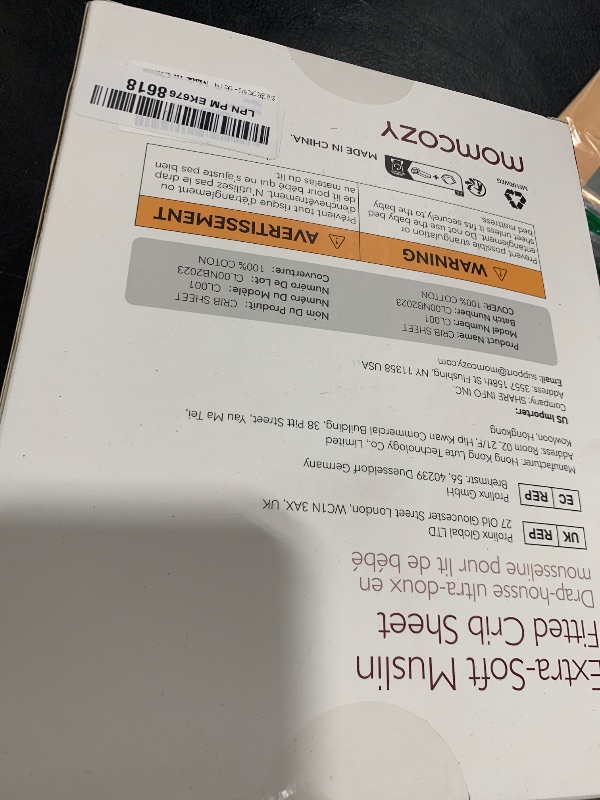 Extra-Soft Muslin
Fitted Crib Sheet
Drap-housse ultra-doux en
mousseline pour lit de bébé
UK REP
Prolinx Global LTD
27 Old Gloucester Street, London, WC1N 3AX, UK
EC REP
Prolinx GmbH
Brehmstr. 56, 40239 Duesseldorf Germany
Manufacturer: Hong Kong Lute Technology Co., Limited
Address: Room 02, 21/F, Hip Kwan Commercial Building, 38 Pitt Street, Yau Ma Tei,
Kowloon, Hongkong
US Importer:
Company: SHARE INFO INC.
Address: 3557 158th St Flushing, NY 11358 USA
Email: support@momcozy.com
Product Name: CRIB SHEET
Model Number: CL001
Batch Number: CL00NB2023
COVER: 100% COTTON
Nom Du Produit: CRIB SHEET
Numéro Du Modèle: CL001
Numéro De Lot: CL00NB2023
Couverture: 100% COTON
WARNING
Prevent possible strangulation or
entanglement. Do not use the baby bed
sheet unless it fits securely to the baby
bed mattress.
AVERTISSEMENT
Prévient tout risque d'étranglement ou
d'enchevêtrement. N'utilisez pas le drap
de lit pour bébé qui ne s'ajuste pas bien
au matelas du lit
MEHRWEG
MADE IN CHINA.
momcozy
LPN PM EK676 8618